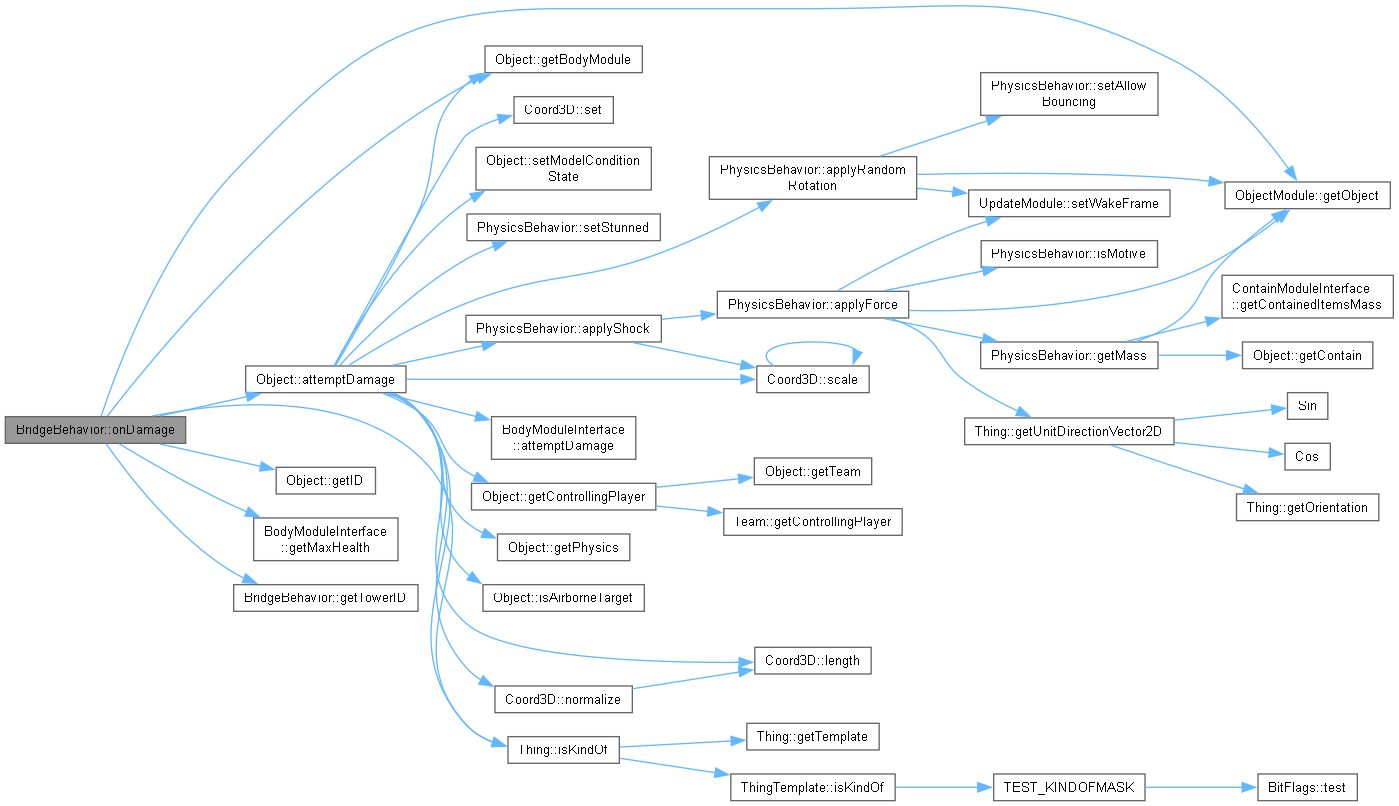 Object::getBodyModule
Coord3D::set
PhysicsBehavior::setAllow
Bouncing
Object::setModelCondition
State
PhysicsBehavior::applyRandom
Rotation
ObjectModule::getObject
UpdateModule::setWakeFrame
PhysicsBehavior::setStunned
PhysicsBehavior::isMotive
ContainModuleInterface
::getContainedItemsMass
PhysicsBehavior::applyForce
PhysicsBehavior::applyShock
PhysicsBehavior::getMass
Object::getContain
Object::attemptDamage
Coord3D::scale
Sin
BridgeBehavior::onDamage
BodyModuleInterface
::attemptDamage
Thing::getUnitDirectionVector2D
Cos
Object::getID
Object::getTeam
Object::getControllingPlayer
Thing::getOrientation
Team::getControllingPlayer
BodyModuleInterface
::getMaxHealth
Object::getPhysics
BridgeBehavior::getTowerID
Object::isAirborneTarget
Coord3D::length
Coord3D::normalize
Thing::isKindOf
Thing::getTemplate
ThingTemplate::isKindOf
TEST_KINDOFMASK
BitFlags::test